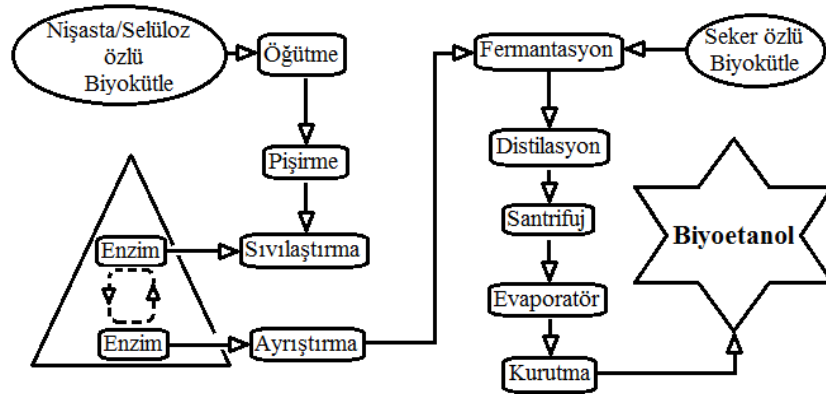 Nişasta/Selüloz
özlü
Biyokütle
Öğütme
Pişirme
Enzim
Sıvılaştırma
Enzim
Ayrıştırma
Fermantasyon
Seker özlü
Biyokütle
Distilasyon
Santrifuj
Evaporatör
Kurutma
Biyoetanol